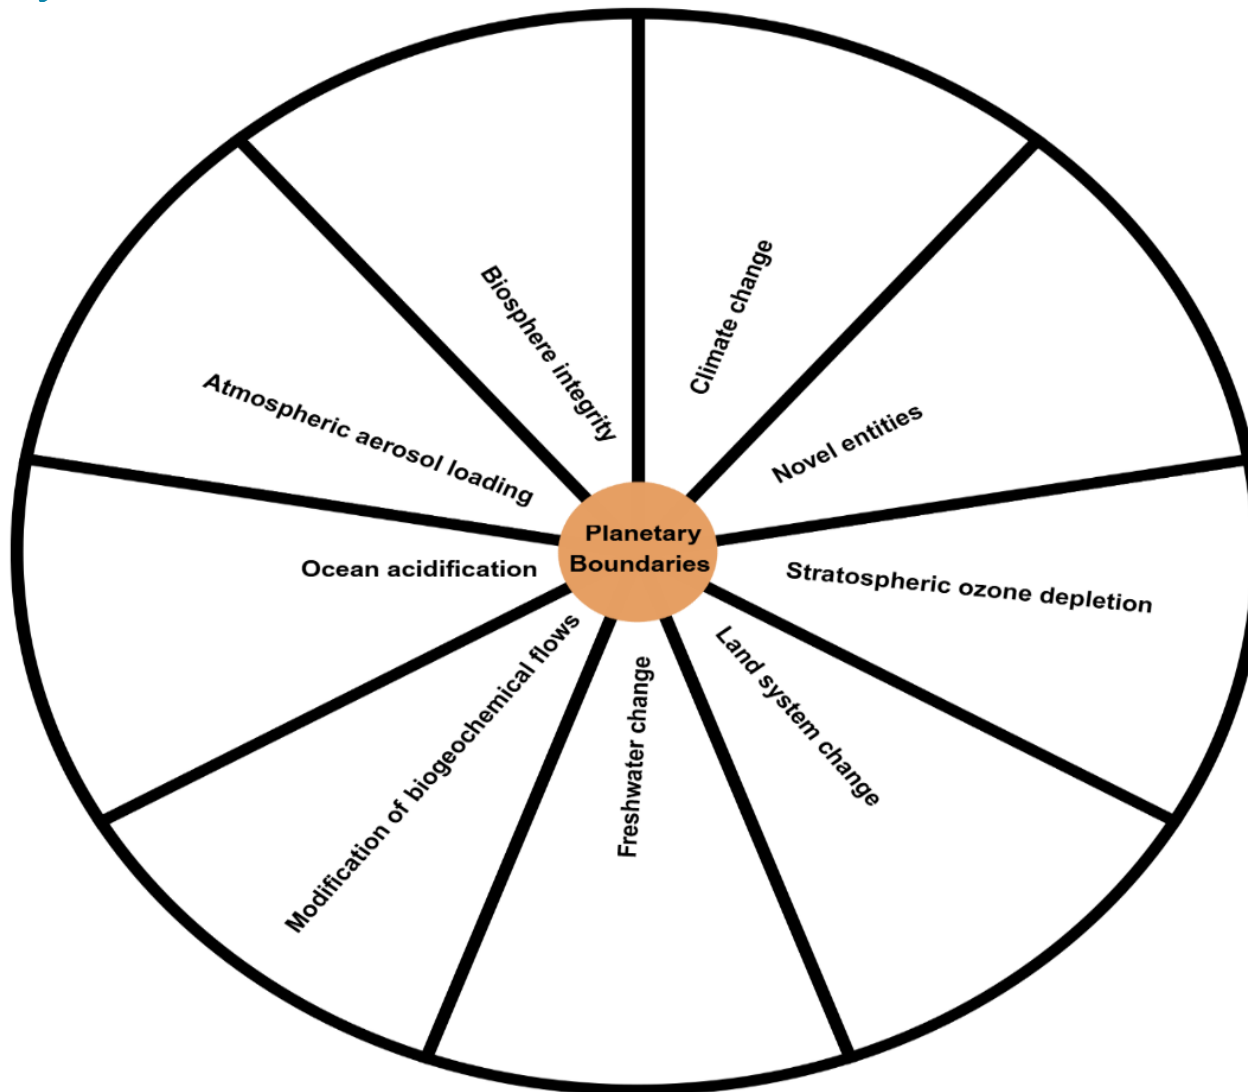 Biosphere integrity
Climate change
Atmospheric aerosol loading
Novel entities
Planetary
Boundaries
Ocean acidification
Stratospheric ozone depletion
Modification of biogeochemical flows
Freshwater change
Land system change